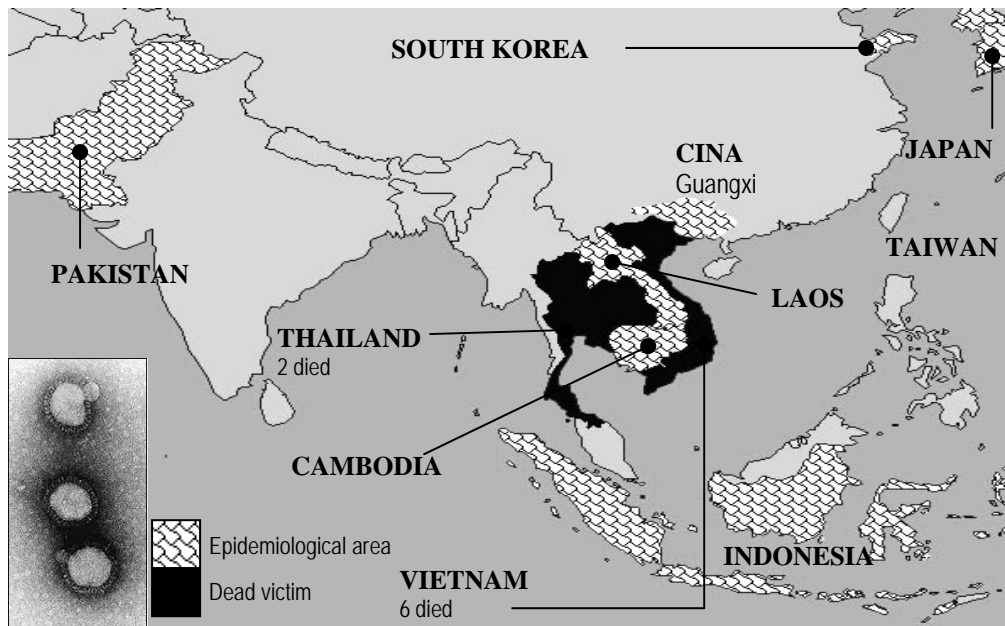 SOUTH KOREA
JAPAN
CINA
Guangxi
TAIWAN
PAKISTAN
LAOS
THAILAND
2 died
CAMBODIA
INDONESIA
Epidemiological area
Dead victim
VIETNAM
6 died